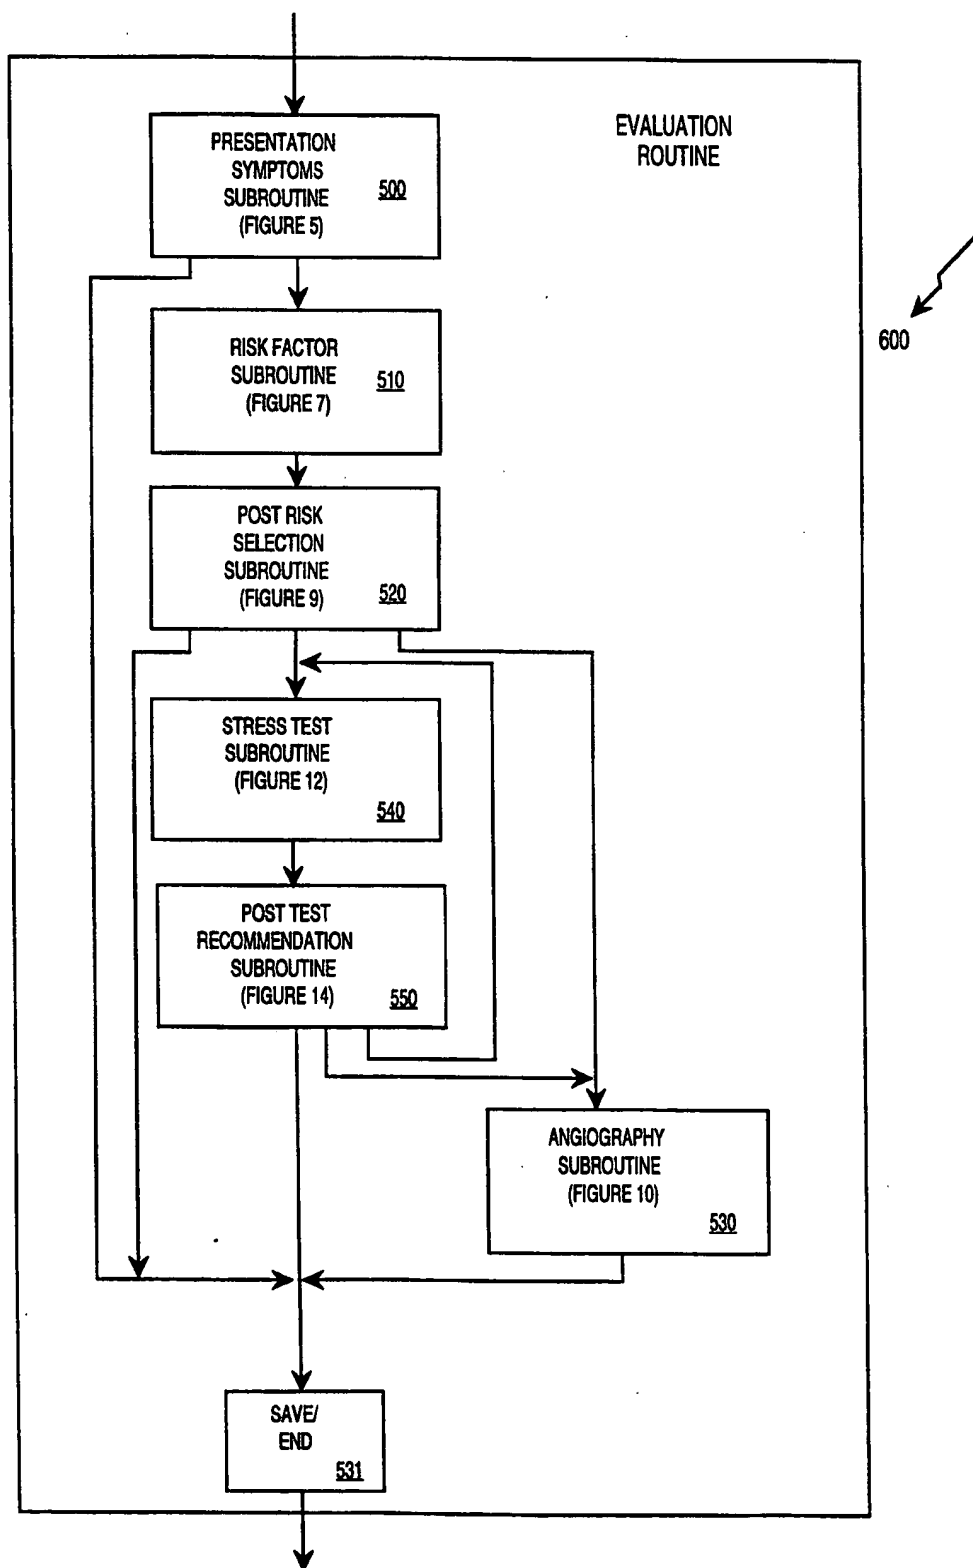 EVALUATION
ROUTINE
PRESENTATION
SYMPTOMS
SUBROUTINE
(FIGURE 5)
500
600
RISK FACTOR
SUBROUTINE
(FIGURE 7)
510
POST RISK
SELECTION
SUBROUTINE
(FIGURE 9)
520
STRESS TEST
SUBROUTINE
(FIGURE 12)
540
POST TEST
RECOMMENDATION
SUBROUTINE
(FIGURE 14)
550
ANGIOGRAPHY
SUBROUTINE
(FIGURE 10)
530
SAVE/
END
531